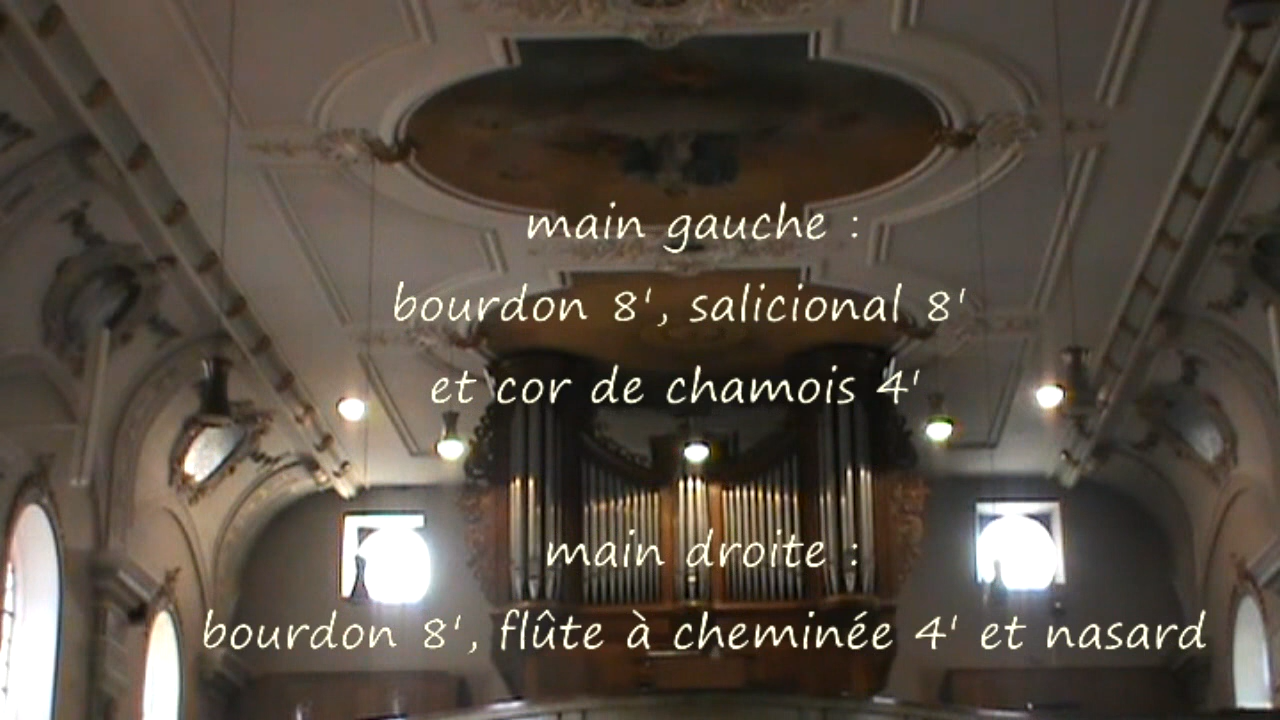 main gauche :
bourdon 8', salicional 8'
et cor de chamois 4'
main droite :
bourdon 8', flûte à cheminée 4' et nasard